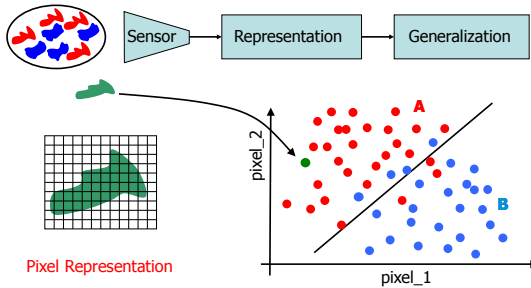 Sensor
Representation
Generalization
A
pixel_2
B
Pixel Representation
pixel_1